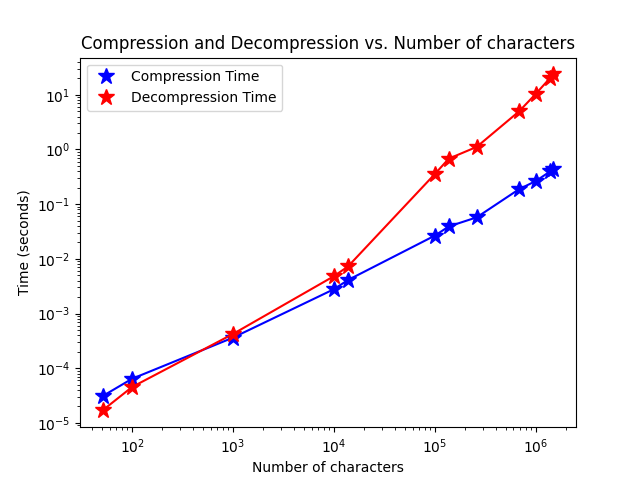 Compression and Decompression vs. Number of characters
Compression Time
Decompression Time
10¹
10⁰
10⁻¹
10⁻²
10⁻³
10⁻⁴
10⁻⁵
Time (seconds)
10² 10³ 10⁴ 10⁵ 10⁶
Number of characters